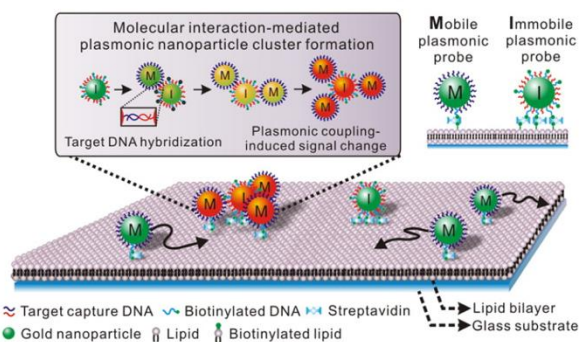 Molecular interaction-mediated
plasmonic nanoparticle cluster formation
I
M
I
M
I
M
M
M
I
M
Target DNA hybridization
Plasmonic coupling-
induced signal change
Mobile
plasmonic
probe
Immobile
plasmonic
probe
M
I
M
M
I
M
M
I
M
M
Target capture DNA
Biotinylated DNA
Streptavidin
Lipid bilayer
Gold nanoparticle
Lipid
Biotinylated lipid
Glass substrate